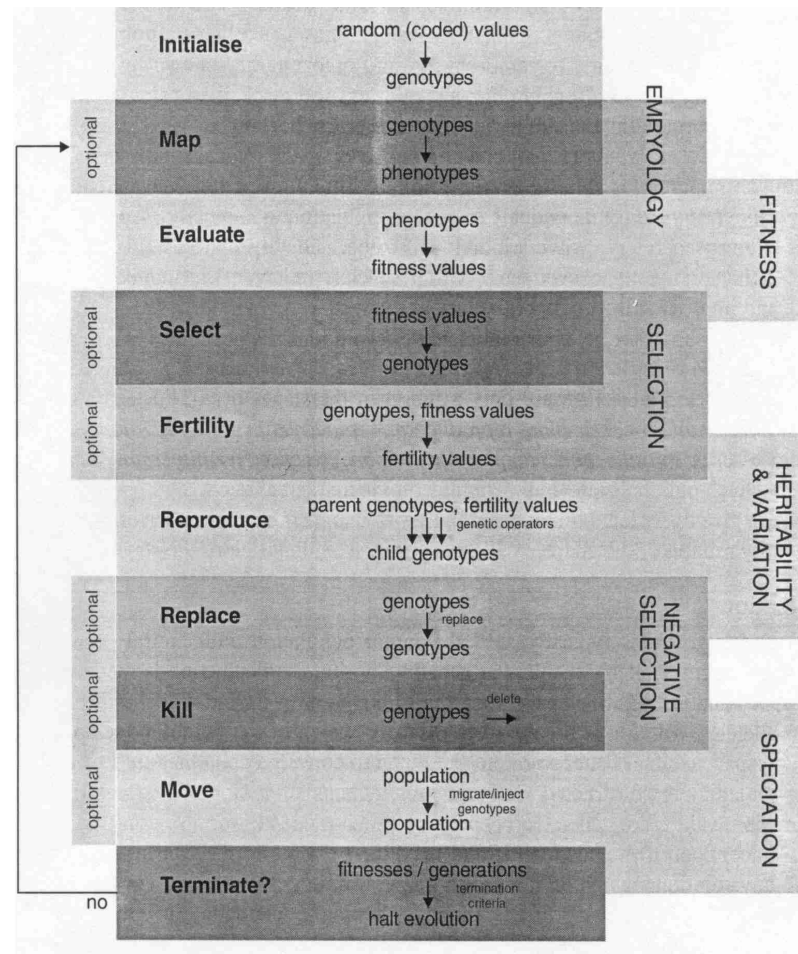 Initialise
random (coded) values
genotypes
optional
Map
genotypes
phenotypes
EMRYOLOGY
Evaluate
phenotypes
fitness values
FITNESS
optional
Select
fitness values
genotypes
SELECTION
optional
Fertility
genotypes, fitness values
fertility values
Reproduce
parent genotypes, fertility values
genetic operators
child genotypes
HERITABILITY
& VARIATION
optional
Replace
genotypes
replace
genotypes
NEGATIVE
SELECTION
optional
Kill
genotypes
delete
optional
Move
population
migrate/inject
genotypes
population
SPECIATION
Terminate?
fitnesses / generations
termination
criteria
halt evolution
no